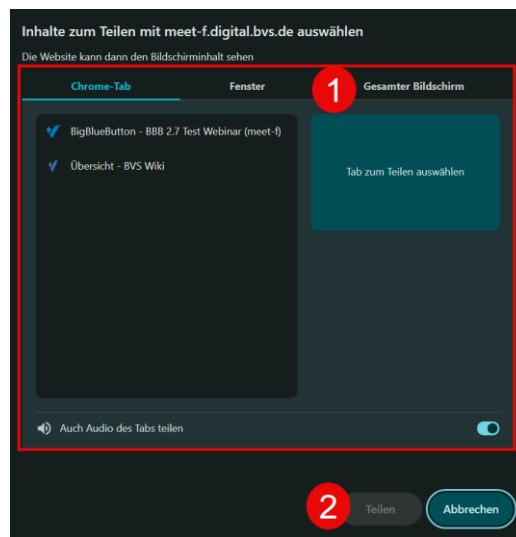 Inhalte zum Teilen mit meet-f.digital.bvs.de auswählen
Die Website kann dann den Bildschirminhalt sehen
Chrome-Tab Fenster 1 Gesamter Bildschirm
BigBlueButton - BBB 2.7 Test Webinar (meet-f)
Übersicht - BVS Wiki
Tab zum Teilen auswählen
Auch Audio des Tabs teilen
2 Teilen Abbrechen